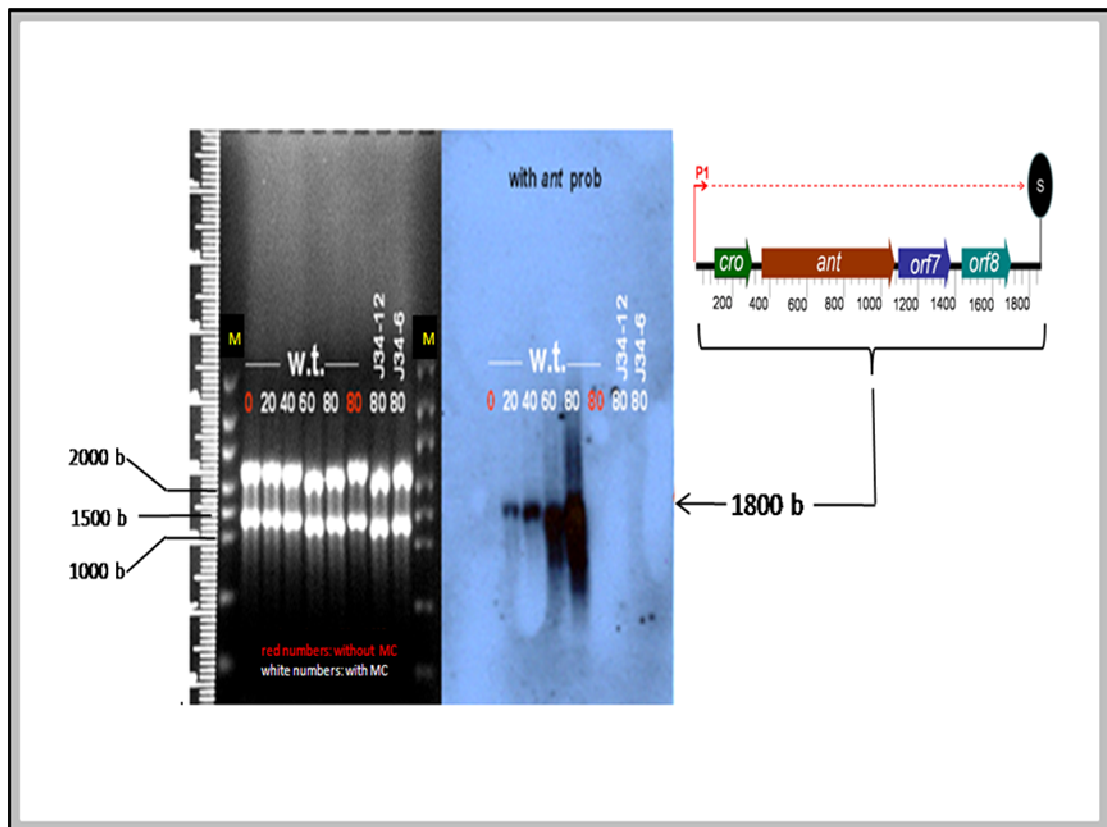 with ant prob
P1
S
cro ant orf7 orf8
200 400 600 800 1000 1200 1400 1600 1800
M M
w.t. J34-12 J34-6
0 20 40 60 80 80 80 80
w.t. J34-12 J34-6
0 20 40 60 80 80 80 80
2000 b
1500 b
1000 b
1800 b
red numbers: without MC
white numbers: with MC